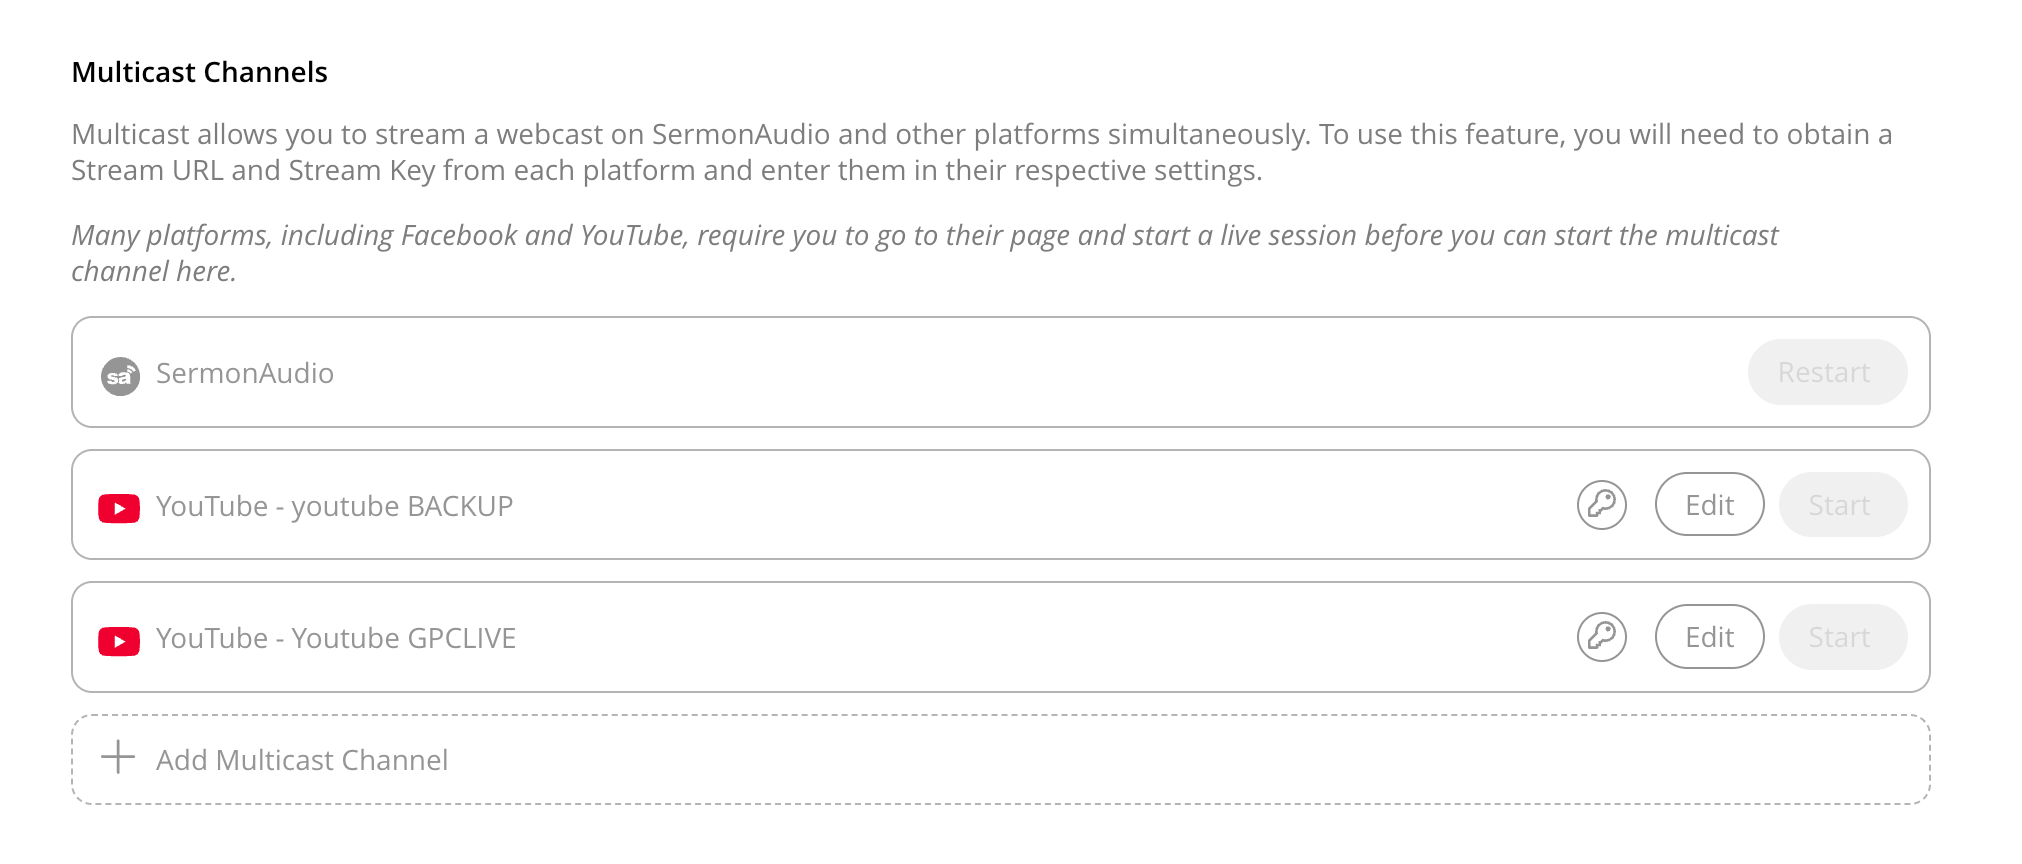 Multicast Channels
Multicast allows you to stream a webcast on SermonAudio and other platforms simultaneously. To use this feature, you will need to obtain a
Stream URL and Stream Key from each platform and enter them in their respective settings.
Many platforms, including Facebook and YouTube, require you to go to their page and start a live session before you can start the multicast
channel here.
sa SermonAudio Restart
YouTube - youtube BACKUP Edit Start
YouTube - Youtube GPCLIVE Edit Start
Add Multicast Channel